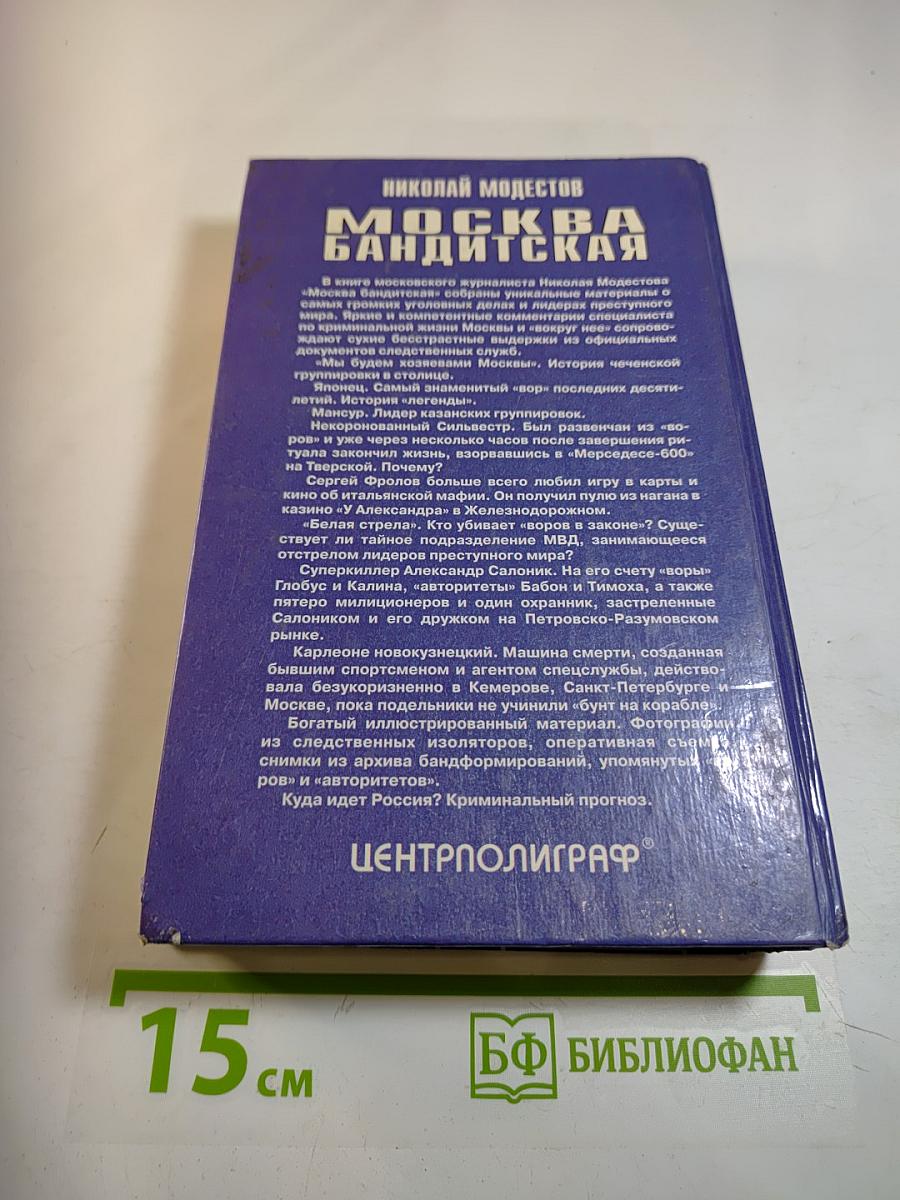 НИКОЛАЙ МОДЕСТОВ
МОСКВА
БАНДИТСКАЯ
В книге московского журналиста Николая Модестова
«Москва бандитская» собраны уникальные материалы о
самых громких уголовных делах и лидерах преступного
мира. Яркие и компетентные комментарии специалиста
по криминальной жизни Москвы и «вокруг нее» сопрово-
ждают сухие бесстрастные выдержки из официальных
документов следственных служб.
«Мы будем хозяевами Москвы». История чеченской
группировки в столице.
Японец. Самый знаменитый «вор» последних десяти-
летий. История «легенды».
Мансур. Лидер казанских группировок.
Некоронованный Сильвестр. Был развенчан из «во-
ров» и уже через несколько часов после завершения ри-
туала закончил жизнь, взорвавшись в «Мерседесе-600»
на Тверской. Почему?
Сергей Фролов больше всего любил игру в карты и
кино об итальянской мафии. Он получил пулю из нагана в
казино «У Александра» в Железнодорожном.
«Белая стрела». Кто убивает «воров в законе»? Суще-
ствует ли тайное подразделение МВД, занимающееся
отстрелом лидеров преступного мира?
Суперкиллер Александр Салоник. На его счету «воры»
Глобус и Калина, «авторитеты» Бабон и Тимоха, а также
пятеро милиционеров и один охранник, застреленные
Салоником и его дружком на Петровско-Разумовском
рынке.
Карлеоне новокузнецкий. Машина смерти, созданная
бывшим спортсменом и агентом спецслужбы, действо-
вала безукоризненно в Кемерове, Санкт-Петербурге и
Москве, пока подельники не учинили «бунт на корабле».
Богатый иллюстрированный материал. Фотографии
из следственных изоляторов, оперативная
снимки из архива бандформирований, упомянутых
ров» и «авторитетов».
Куда идет Россия? Криминальный прогноз.
ЦЕНТРПОЛИГРАФ®
15 см
БФ БИБЛИОФАН